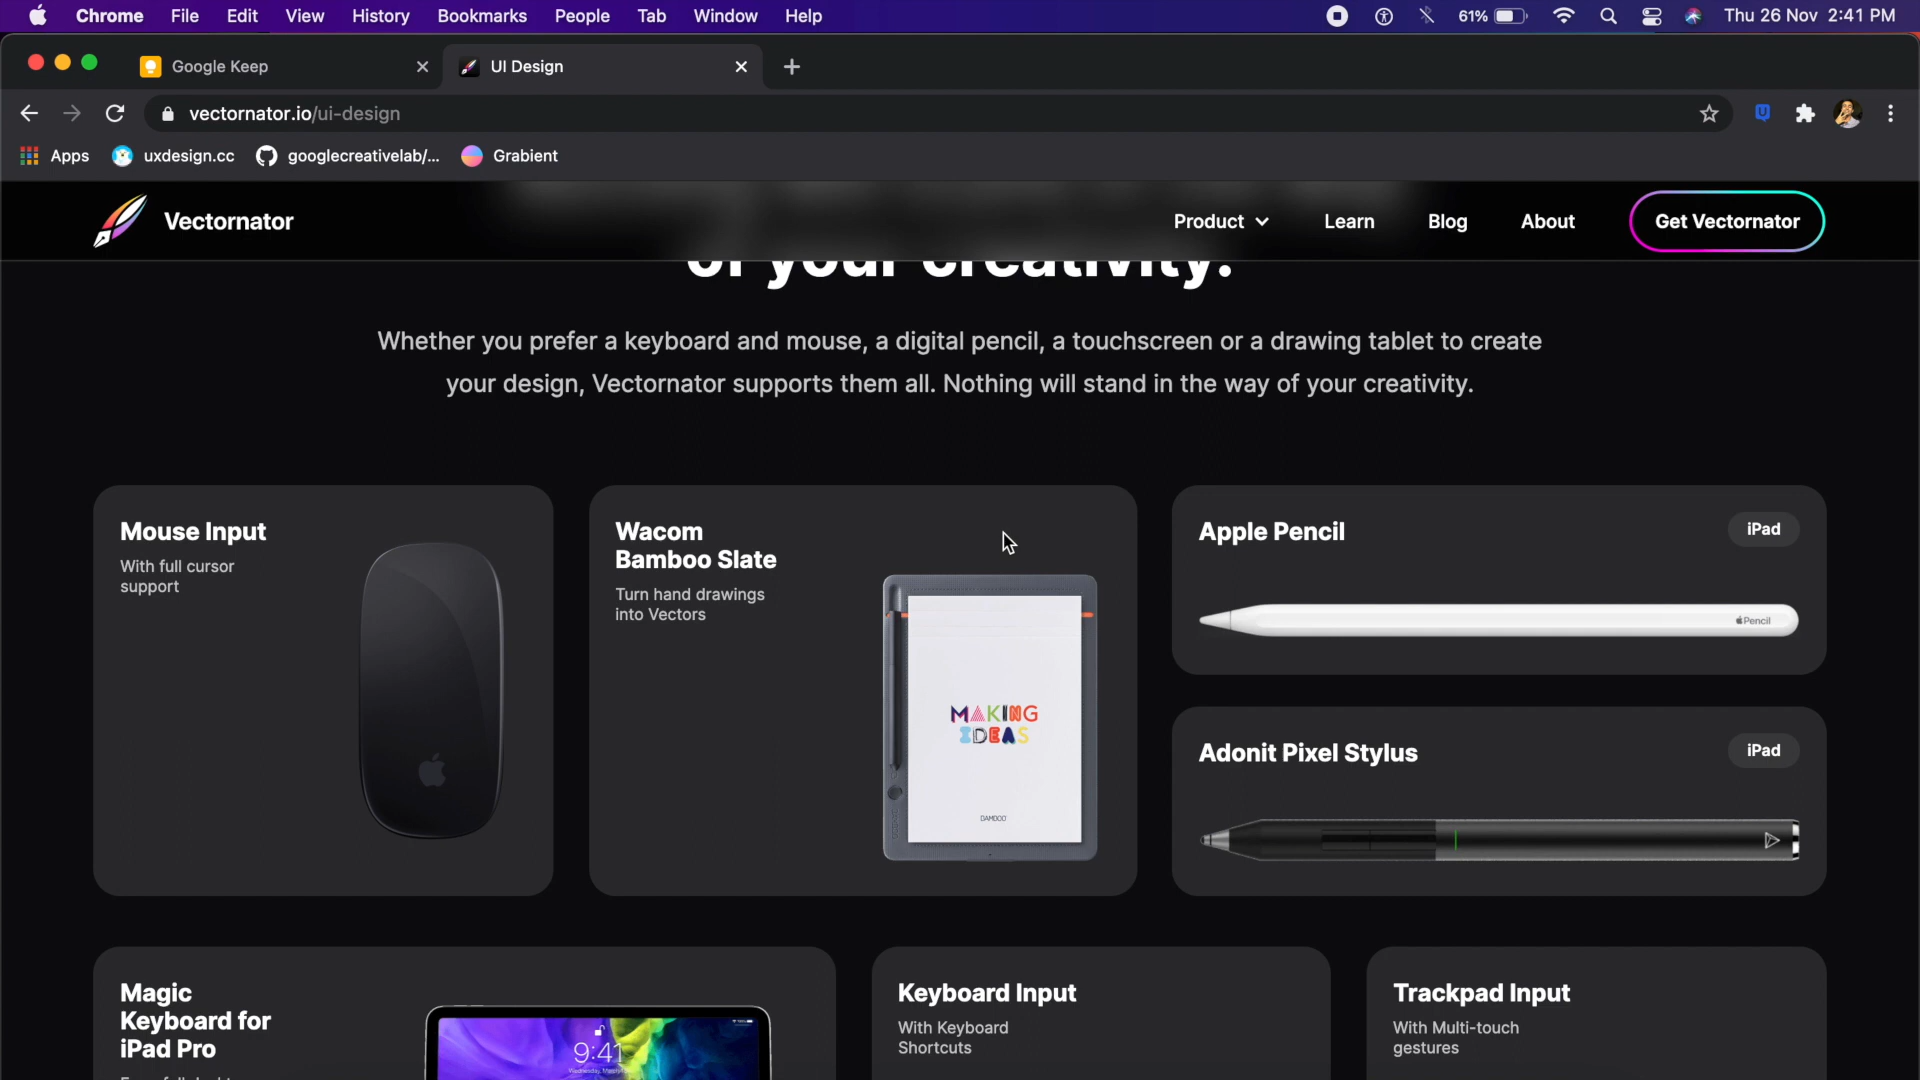 Chrome File Edit View History Bookmarks People Tab Window Help 61% Thu 26 Nov 2:41 PM
Google Keep UI Design
vectornator.io/ui-design
Apps uxdesign.cc googlecreativelab/... Grabient
Vectornator Product Learn Blog About Get Vectornator
of your creativity.
Whether you prefer a keyboard and mouse, a digital pencil, a touchscreen or a drawing tablet to create
your design, Vectornator supports them all. Nothing will stand in the way of your creativity.
Mouse Input
With full cursor
support
Wacom
Bamboo Slate
Turn hand drawings
into Vectors
MAKING
IDEAS
BAMBOO
Apple Pencil iPad
Pencil
Adonit Pixel Stylus iPad
Magic
Keyboard for
iPad Pro
9:41
Keyboard Input
With Keyboard
Shortcuts
Trackpad Input
With Multi-touch
gestures